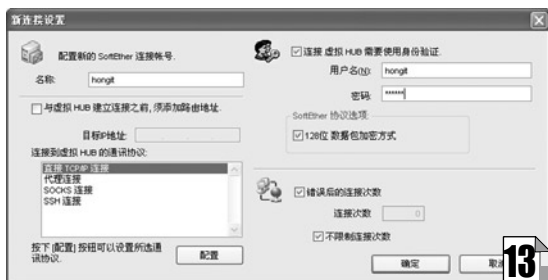 新连接设置
配置新的 SoftEther 连接帐号.
名称: hongit
与虚拟 HUB 建立连接之前, 须添加路由地址.
目标IP地址:
连接到虚拟 HUB 的通讯协议:
直接 TCP/IP 连接
代理连接
SOCKS 连接
SSH 连接
按下 [配置] 按钮可以设置所选通
讯协议.
配置
连接 虚拟 HUB 需要使用身份验证.
用户名(N): hongit
密码: ******
SoftEther 协议选项
128位 数据包加密方式
错误后的连接次数
连接次数 0
不限制连接次数
确定
取消
13